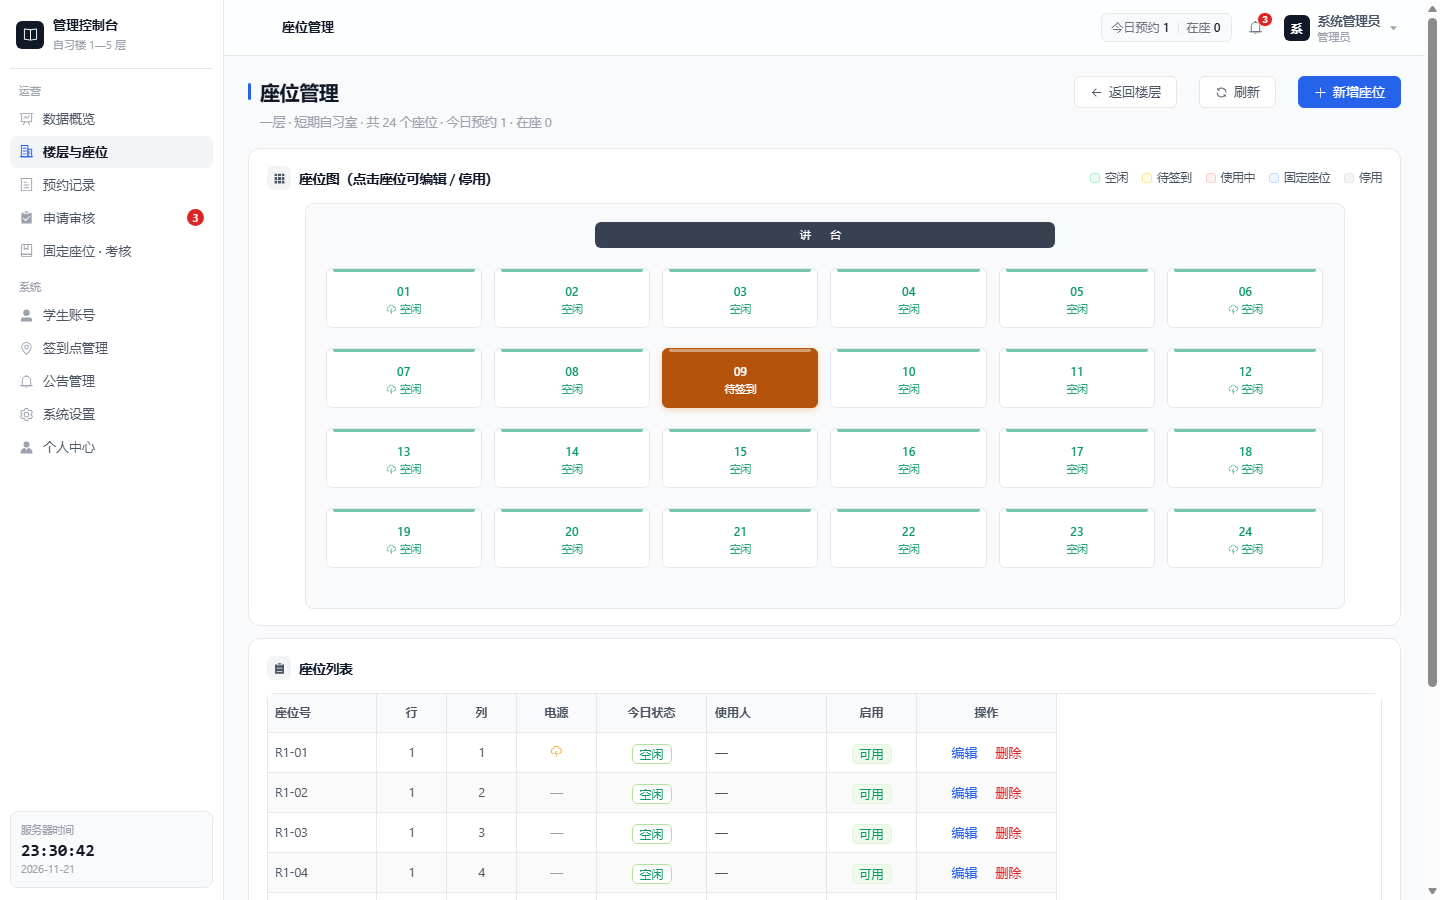 管理控制台
自习楼 1—5 层
运营
数据概览
楼层与座位
预约记录
申请审核 3
固定座位 · 考核
系统
学生账号
签到点管理
公告管理
系统设置
个人中心
服务器时间
23:30:42
2026-11-21
座位管理
今日预约 1 在座 0
3
系
系统管理员
管理员
座位管理
一层 · 短期自习室 · 共 24 个座位 · 今日预约 1 · 在座 0
返回楼层
刷新
新增座位
座位图（点击座位可编辑 / 停用）
空闲 待签到 使用中 固定座位 停用
讲 台
01 02 03 04 05 06
空闲 空闲 空闲 空闲 空闲 空闲
07 08 09 10 11 12
空闲 空闲 待签到 空闲 空闲 空闲
13 14 15 16 17 18
空闲 空闲 空闲 空闲 空闲 空闲
19 20 21 22 23 24
空闲 空闲 空闲 空闲 空闲 空闲
座位列表
座位号 行 列 电源 今日状态 使用人 启用 操作
R1-01 1 1 空闲 — 可用 编辑 删除
R1-02 1 2 — 空闲 — 可用 编辑 删除
R1-03 1 3 — 空闲 — 可用 编辑 删除
R1-04 1 4 — 空闲 — 可用 编辑 删除